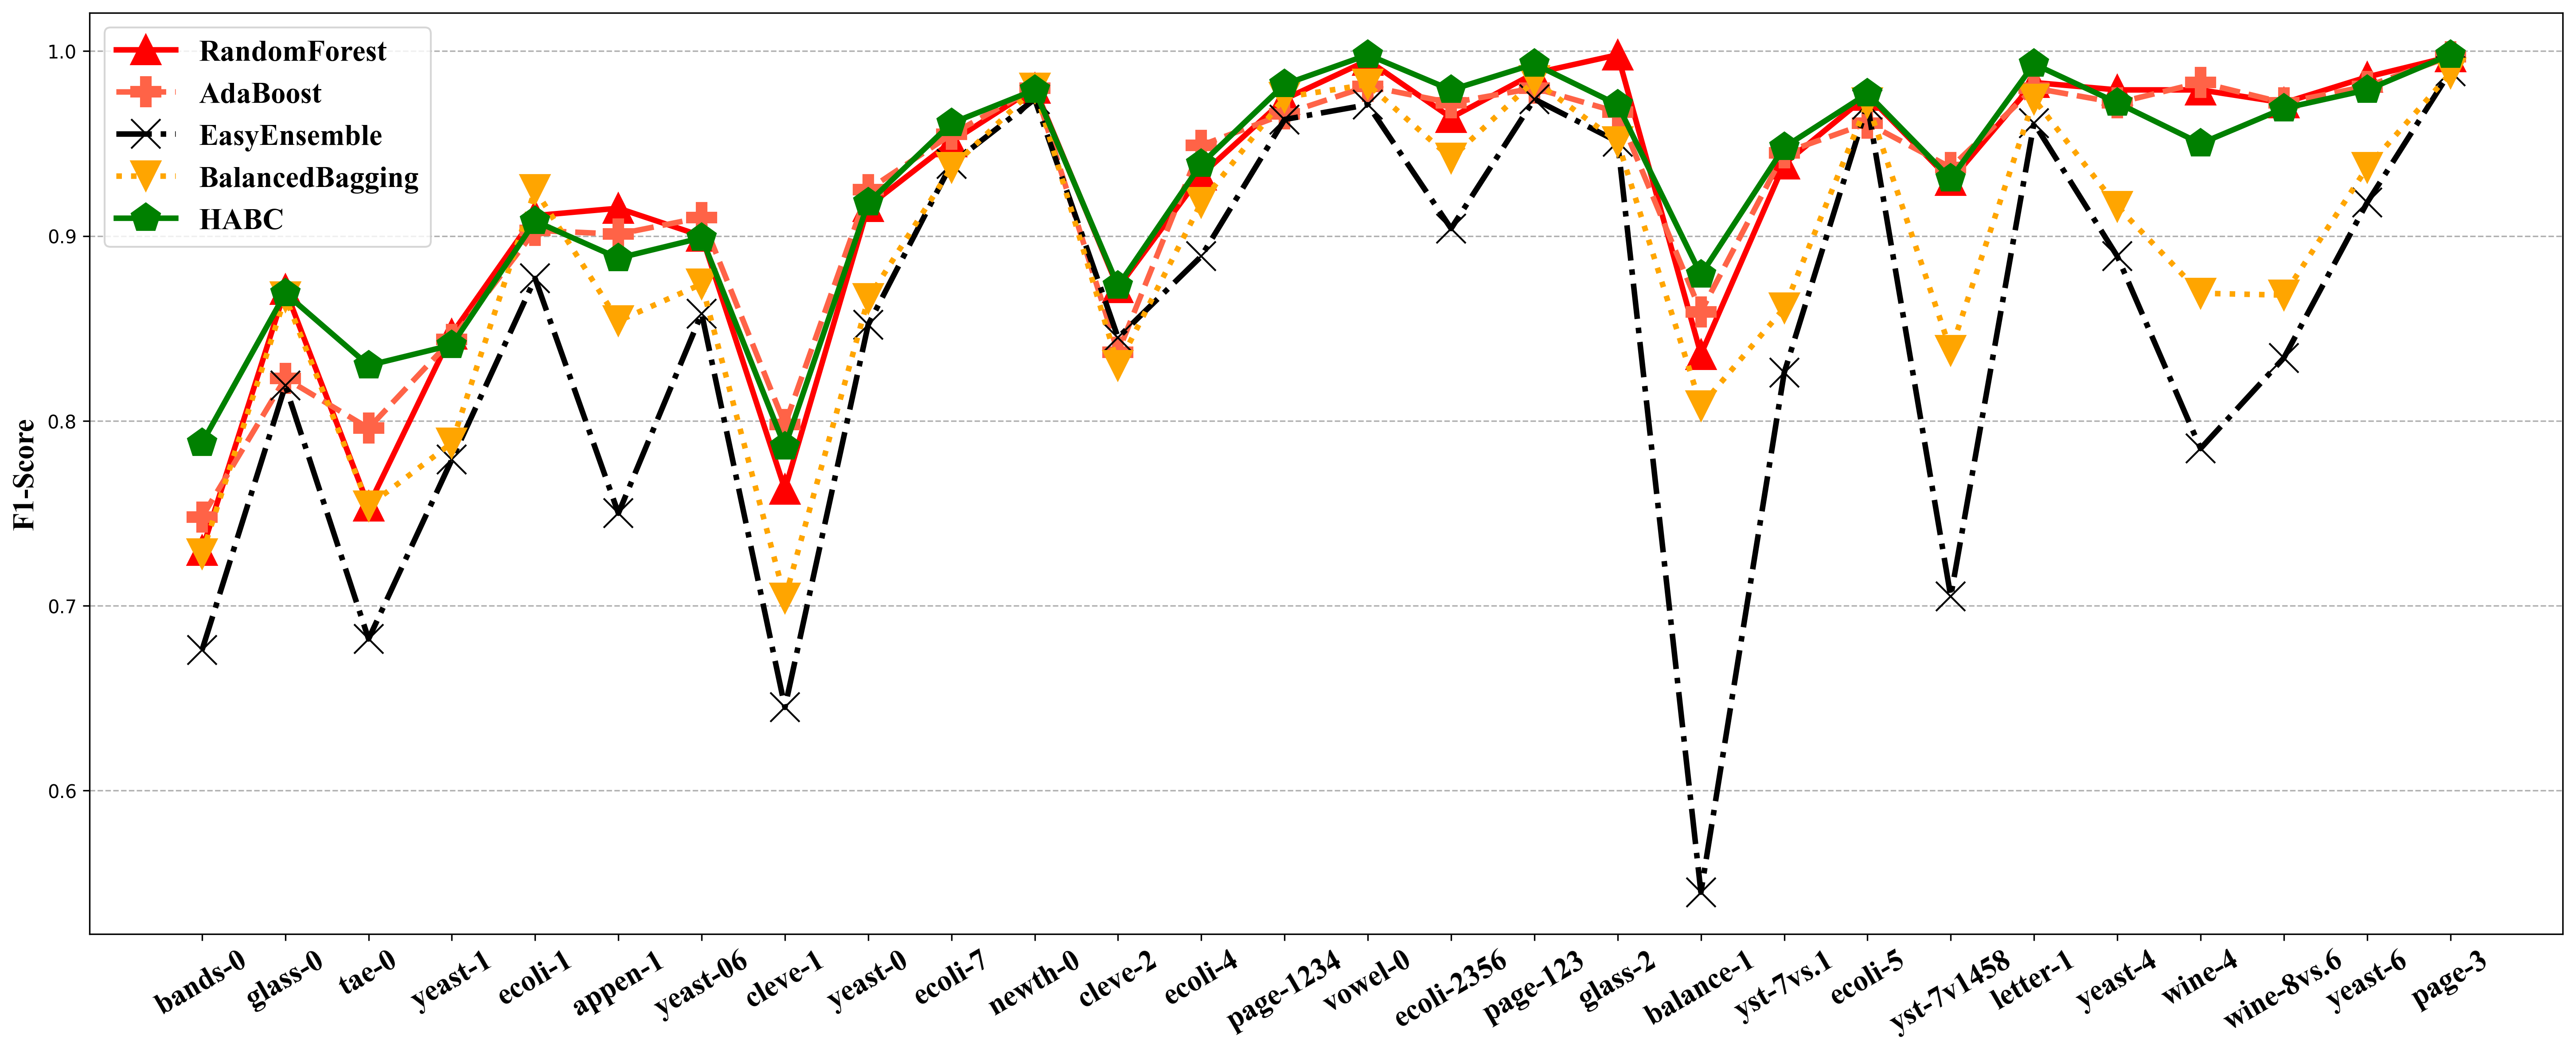 RandomForest
AdaBoost
EasyEnsemble
BalancedBagging
HABC
F1-Score
1.0
0.9
0.8
0.7
0.6
bands-0
glass-0
tae-0
yeast-1
ecoli-1
appen-1
yeast-06
cleve-1
yeast-0
ecoli-7
newth-0
cleve-2
ecoli-4
page-1234
vowel-0
ecoli-2356
page-123
glass-2
balance-1
yst-7vs.1
ecoli-5
yst-7v1458
letter-1
yeast-4
wine-4
wine-8vs.6
yeast-6
page-3